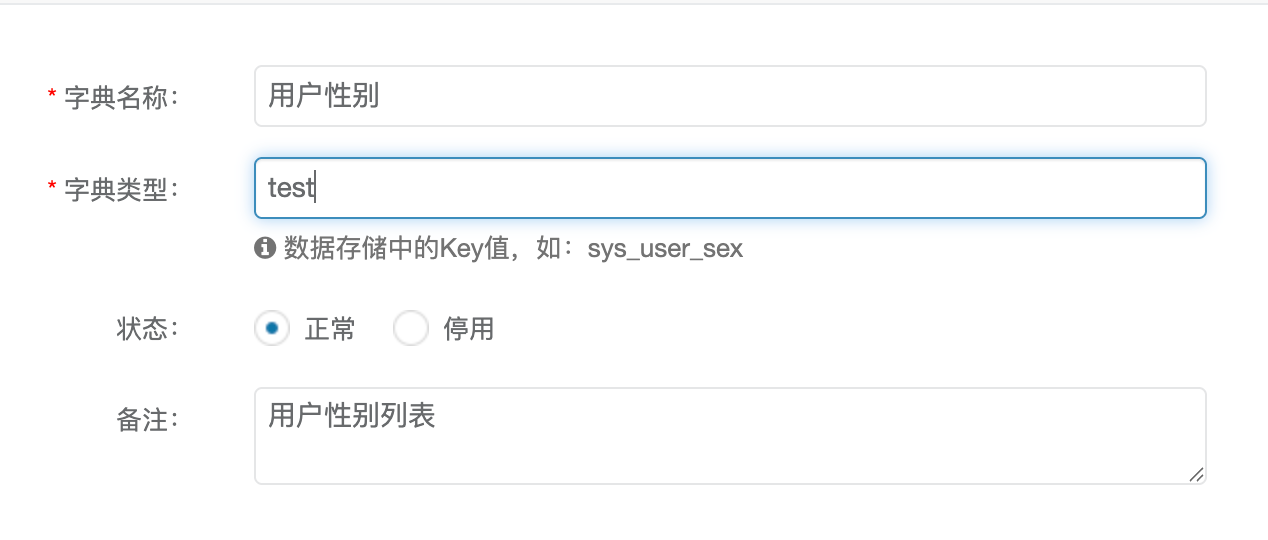 * 字典名称：
用户性别
* 字典类型：
test
数据存储中的Key值，如：sys_user_sex
状态： 正常 停用
备注：
用户性别列表